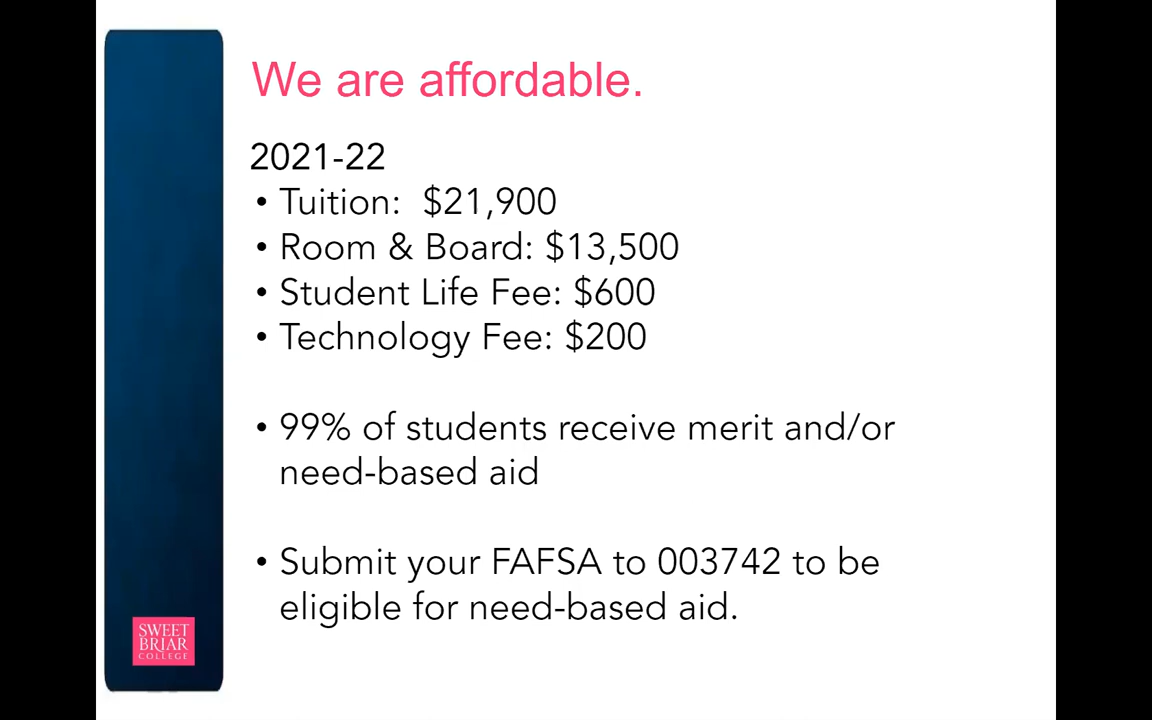 We are affordable.
2021-22
• Tuition:  $21,900
• Room & Board: $13,500
• Student Life Fee: $600
• Technology Fee: $200
• 99% of students receive merit and/or
need-based aid
• Submit your FAFSA to 003742 to be
eligible for need-based aid.
SWEET
BRIAR
COLLEGE